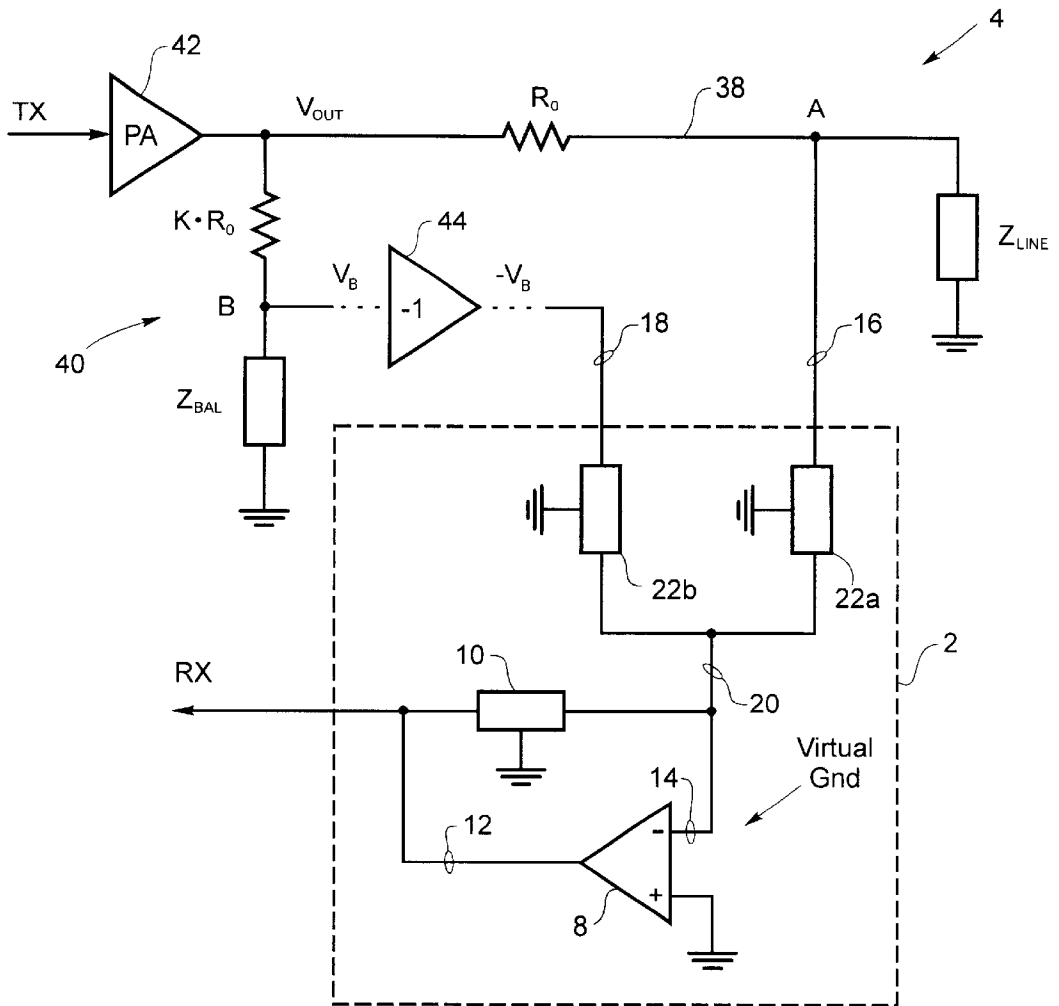 4
42
TX
PA
V_OUT
R_0
38
A
K·R_0
44
Z_LINE
V_B
-V_B
B
-1
18
16
40
Z_BAL
22b
22a
10
2
RX
20
Virtual
Gnd
14
12
-
+
8